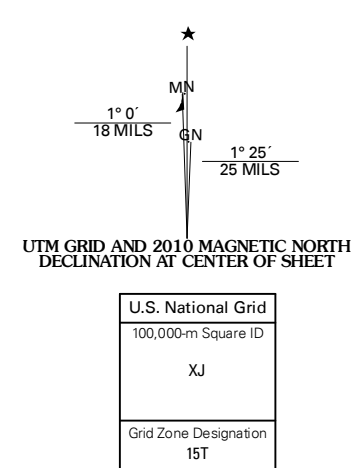 ★
MN
1° 0´
18 MILS
GN
1° 25´
25 MILS
UTM GRID AND 2010 MAGNETIC NORTH
DECLINATION AT CENTER OF SHEET
U.S. National Grid
100,000-m Square ID
XJ
Grid Zone Designation
15T